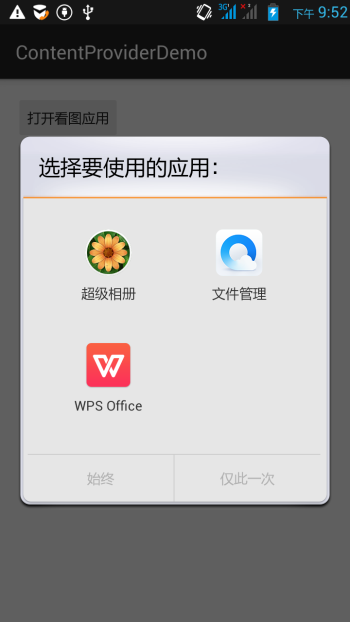 3G
下午 9:52
ContentProviderDemo
打开看图应用
选择要使用的应用:
超级相册
文件管理
WPS Office
始终
仅此一次